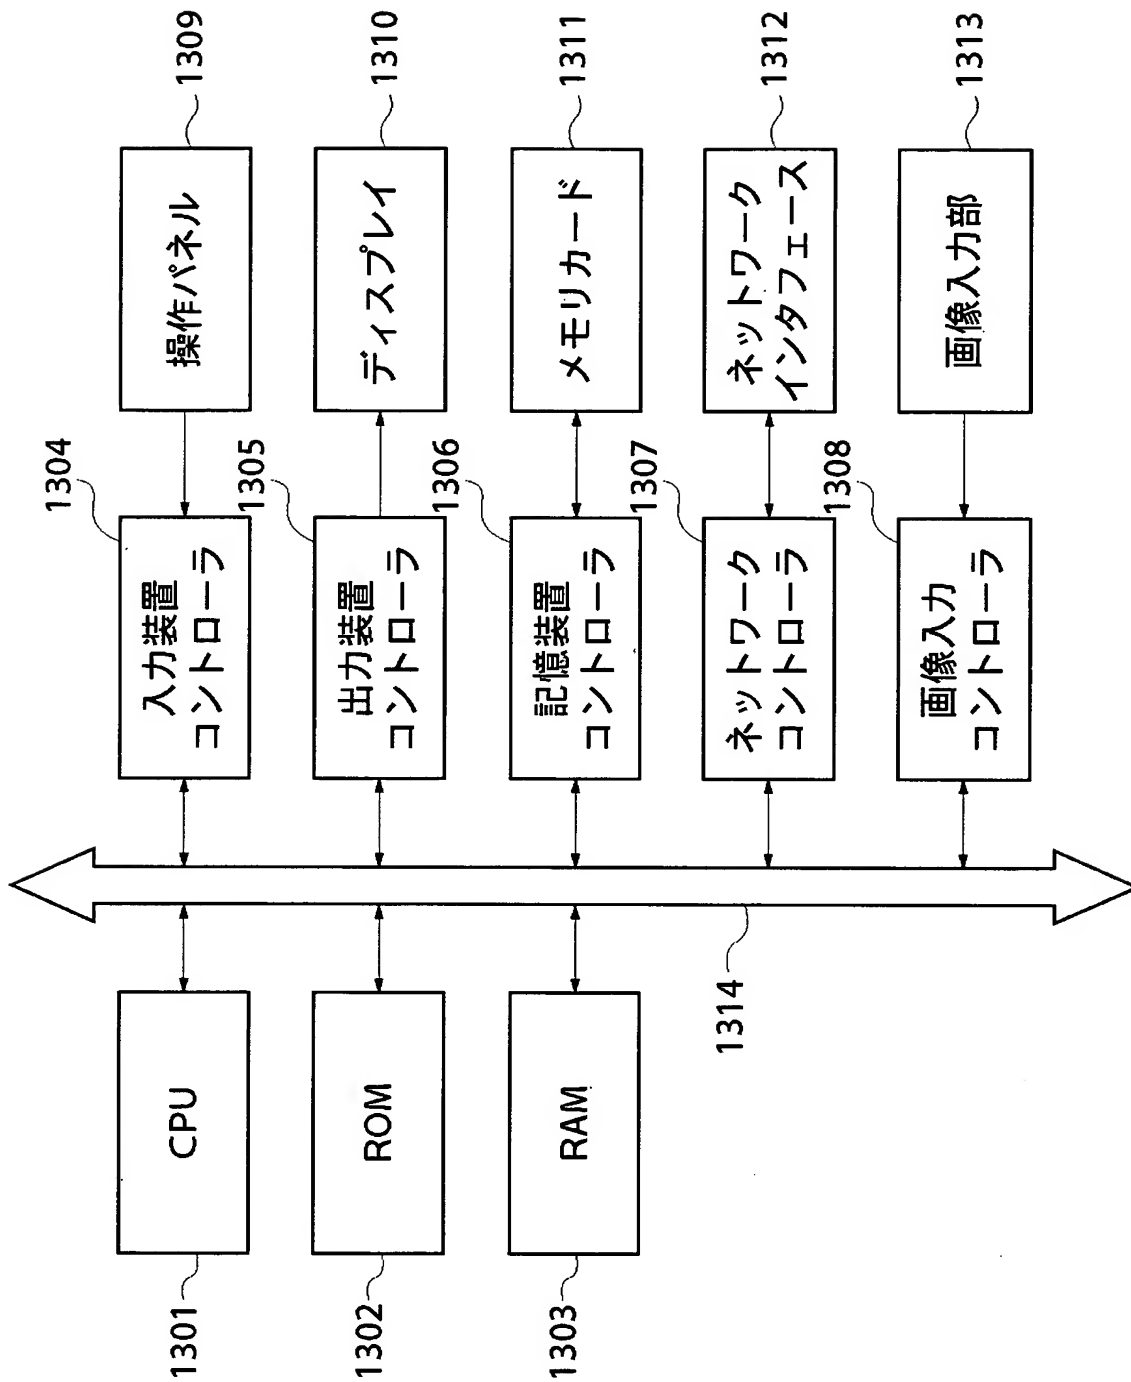 1301
CPU
1302
ROM
1303
RAM
1314
1304
入力装置
コントローラ
1305
出力装置
コントローラ
1306
記憶装置
コントローラ
1307
ネットワーク
コントローラ
1308
画像入力
コントローラ
1309
操作パネル
1310
ディスプレイ
1311
メモリカード
1312
ネットワーク
インタフェース
1313
画像入力部